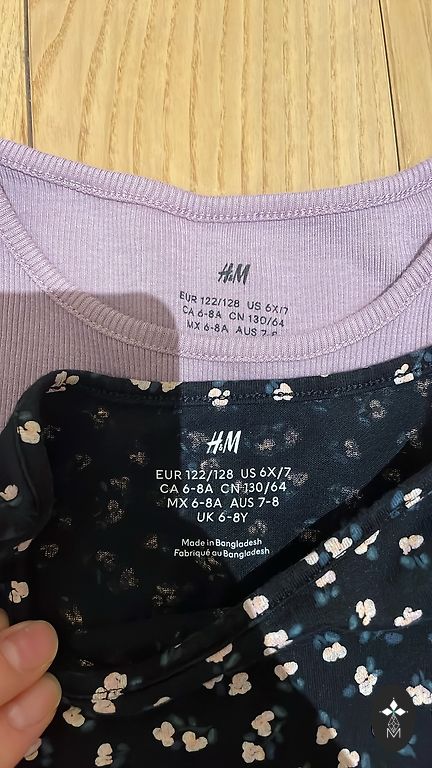 H&M
EUR 122/128 US 6X/7
CA 6-8A CN 130/64
MX 6-8A AUS 7-8
H&M
EUR 122/128 US 6X/7
CA 6-8A CN 130/64
MX 6-8A AUS 7-8
UK 6-8Y
Made in Bangladesh
Fabriqué au Bangladesh
M